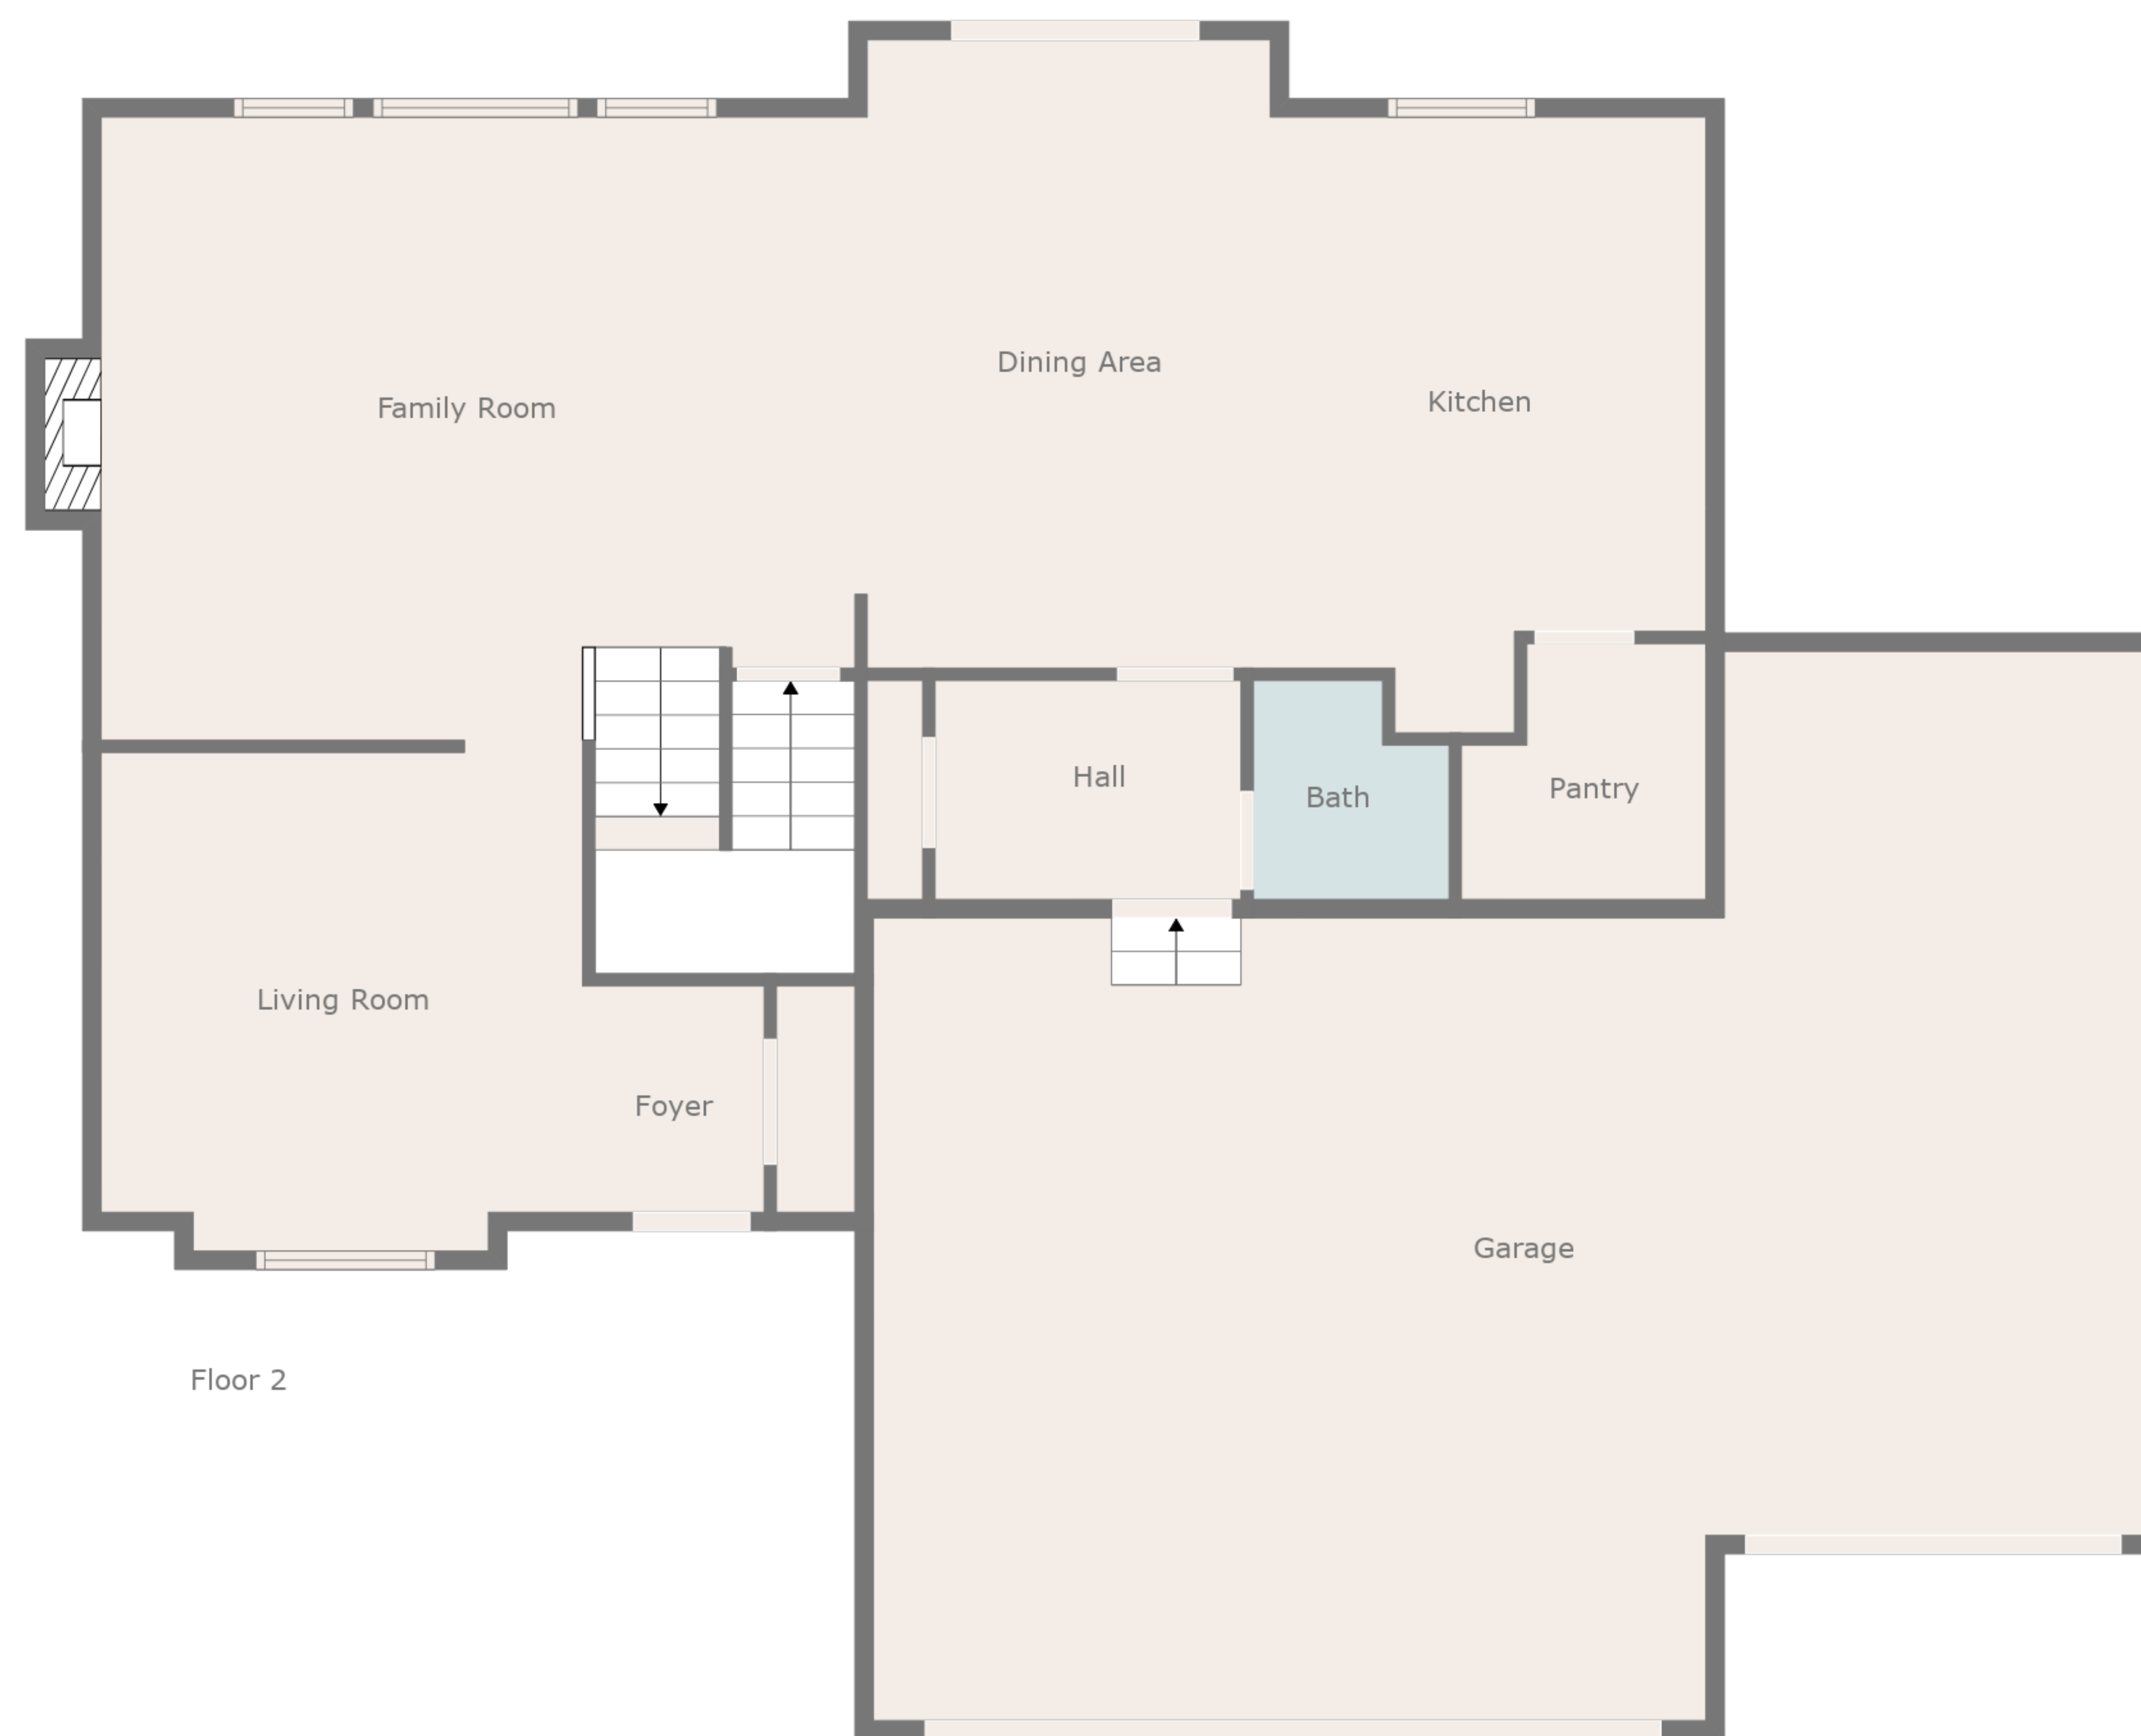 Dining Area
Kitchen
Family Room
Hall
Pantry
Bath
Living Room
Foyer
Garage
Floor 2